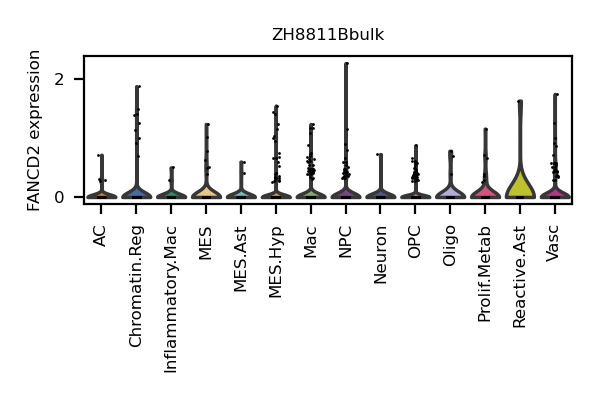 ZH8811Bbulk
FANCD2 expression
2
0
AC
Chromatin.Reg
Inflammatory.Mac
MES
MES.Ast
MES.Hyp
Mac
NPC
Neuron
OPC
Oligo
Prolif.Metab
Reactive.Ast
Vasc